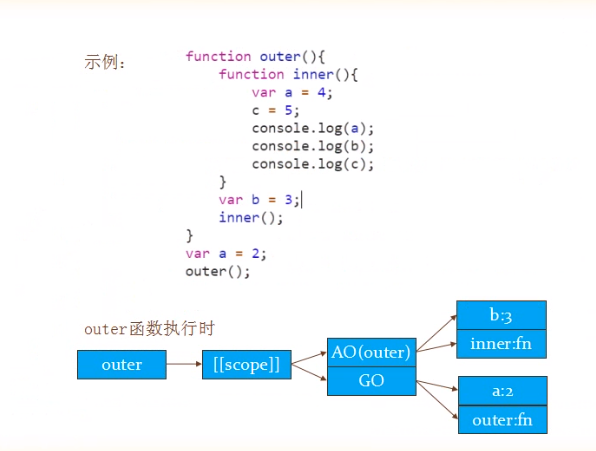 示例：
function outer(){
function inner(){
var a = 4;
c = 5;
console.log(a);
console.log(b);
console.log(c);
}
var b = 3;
inner();
}
var a = 2;
outer();
outer函数执行时
outer
[[scope]]
AO(outer)
GO
b:3
inner:fn
a:2
outer:fn